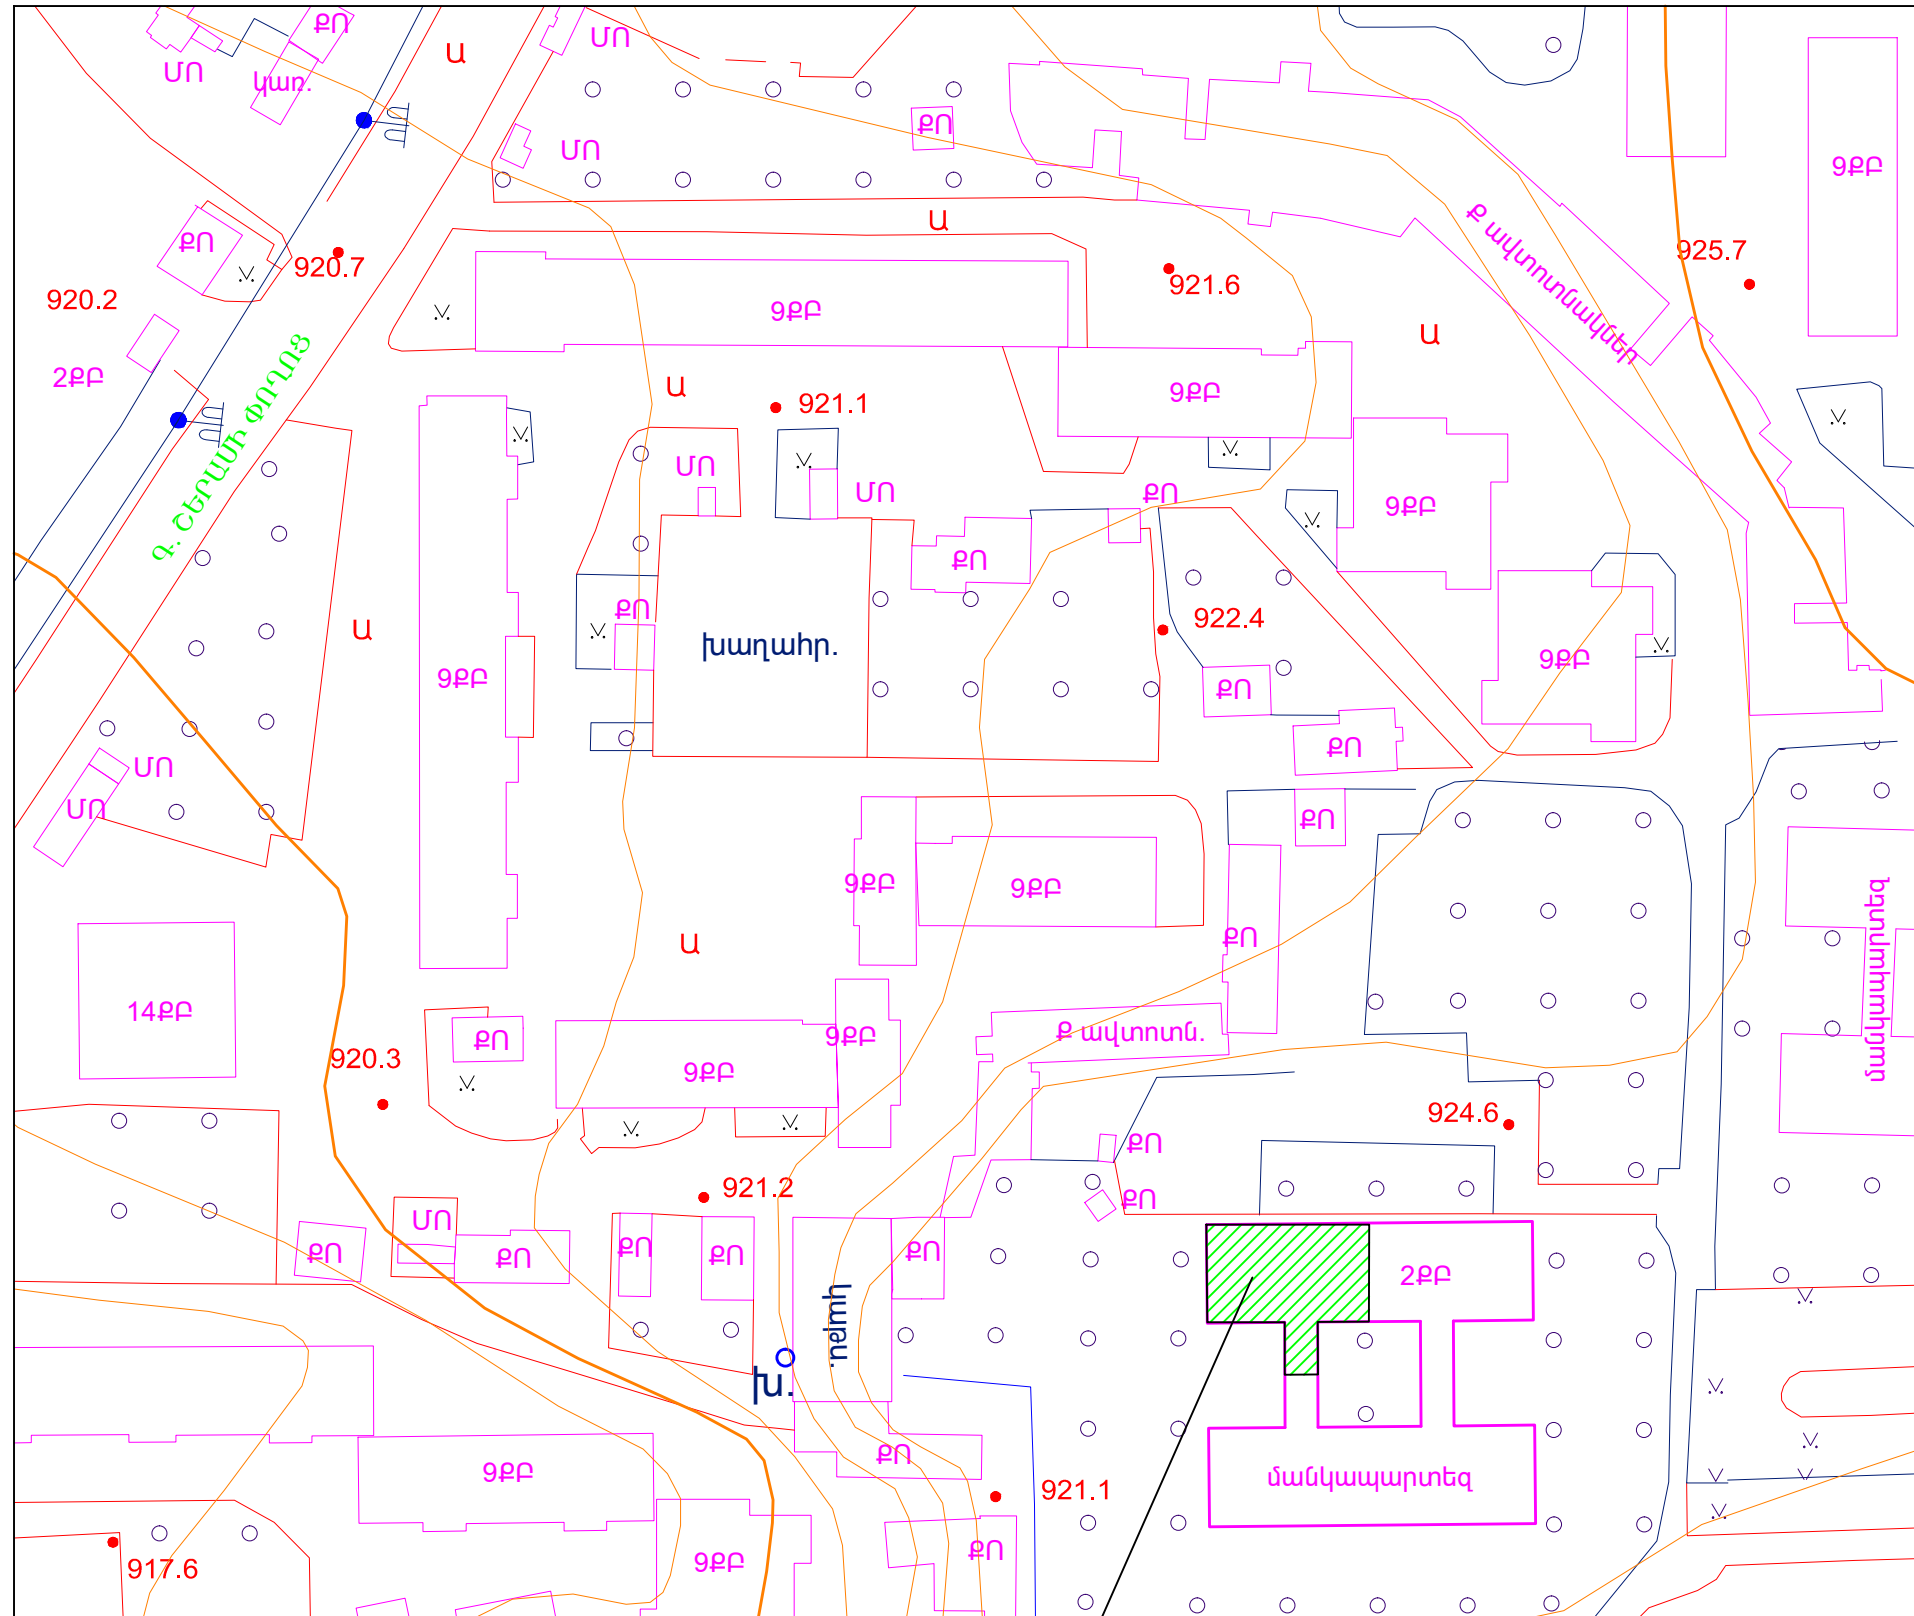 ՔՈ
ՄՈ
Ա
ՄՈ
կառ.
ՄՈ
ՔՈ
ՄՈ
9ՔԲ
Ա
ՔՈ
Ք ավտոտնակներ
925.7
920.7
921.6
920.2
9ՔԲ
Ա
2ՔԲ
Գ. ՇԵՐԱՄԻ ՓՈՂՈՑ
Ա
921.1
9ՔԲ
ՄՈ
ՄՈ
ՔՈ
9ՔԲ
ՔՈ
ՔՈ
922.4
Ա
խաղահր.
9ՔԲ
9ՔԲ
ՔՈ
ՔՈ
ՄՈ
ՄՈ
ՔՈ
9ՔԲ
9ՔԲ
մանկապարտեզ
Ա
ՔՈ
14ՔԲ
ՔՈ
9ՔԲ
Ք ավտոտն.
920.3
9ՔԲ
924.6
ՔՈ
921.2
ՔՈ
ՄՈ
ՔՈ
ՔՈ
ՔՈ
ՔՈ
ՔՈ
2ՔԲ
խ.
ՔՈ
9ՔԲ
մանկապարտեզ
921.1
917.6
9ՔԲ
ՔՈ